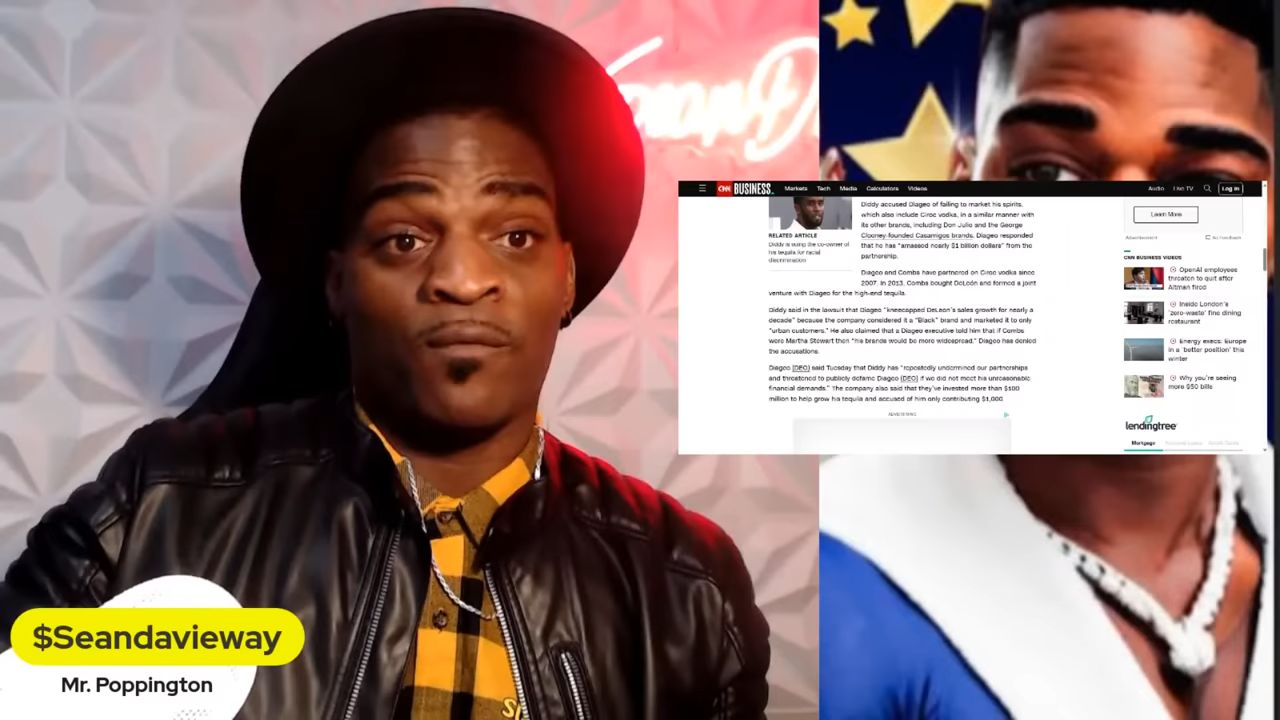 CNN BUSINESS
Markets Tech Media Calculators Videos
Audio Live TV Log In
RELATED ARTICLE
Diddy is suing the co-owner of
his tequila for racial
discrimination
Diddy accused Diageo of failing to market his spirits,
which also include Ciroc vodka, in a similar manner with
its other brands, including Don Julio and the George
Clooney-founded Casamigos brands. Diageo responded
that he has "amassed nearly $1 billion dollars" from the
partnership.
Diageo and Combs have partnered on Ciroc vodka since
2007. In 2013, Combs bought DeLeón and formed a joint
venture with Diageo for the high-end tequila.
Diddy said in the lawsuit that Diageo "kneecapped DeLeon's sales growth for nearly a
decade" because the company considered it a "Black" brand and marketed it to only
"urban customers." He also claimed that a Diageo executive told him that if Combs
were Martha Stewart then "his brands would be more widespread." Diageo has denied
the accusations.
Diageo (DEO) said Tuesday that Diddy has "repeatedly undermined our partnerships
and threatened to publicly defame Diageo (DEO) if we did not meet his unreasonable
financial demands." The company also said that they've invested more than $100
million to help grow his tequila and accused of him only contributing $1,000.
ADVERTISING
Learn More
Advertisement
Ad Feedback
CNN BUSINESS VIDEOS
OpenAI employees
threaten to quit after
Altman fired
Inside London's
'zero-waste' fine dining
restaurant
Energy execs: Europe
in a 'better position' this
winter
Why you're seeing
more $50 bills
lendingtree
Mortgage
$Seandavieway
Mr. Poppington